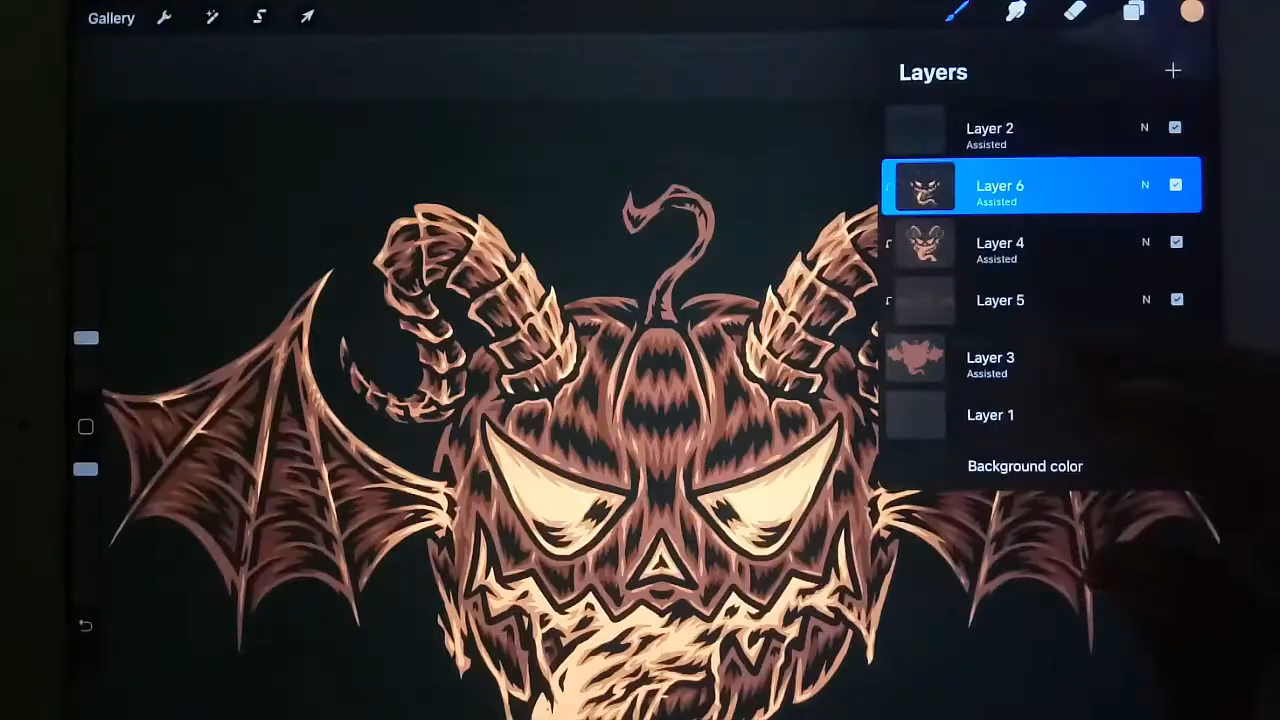 Gallery
Layers
Layer 2
N
Assisted
Layer 6
N
Assisted
Layer 4
N
Assisted
Layer 5
N
Layer 3
Assisted
Layer 1
Background color